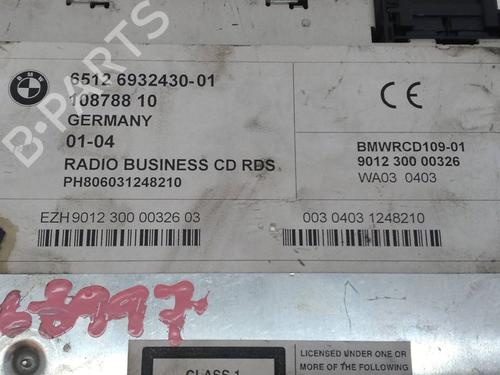 BMW
B-PARTS
6512 6932430-01
108788 10
GERMANY
01-04
RADIO BUSINESS CD RDS
PH806031248210
CE
BMWRCD109-01
9012 300 00326
WA03 0403
EZH 9012 300 00326 03
003 0403 1248210
68997
CLASS 1
LICENSED UNDER ONE OR
MORE OF THE